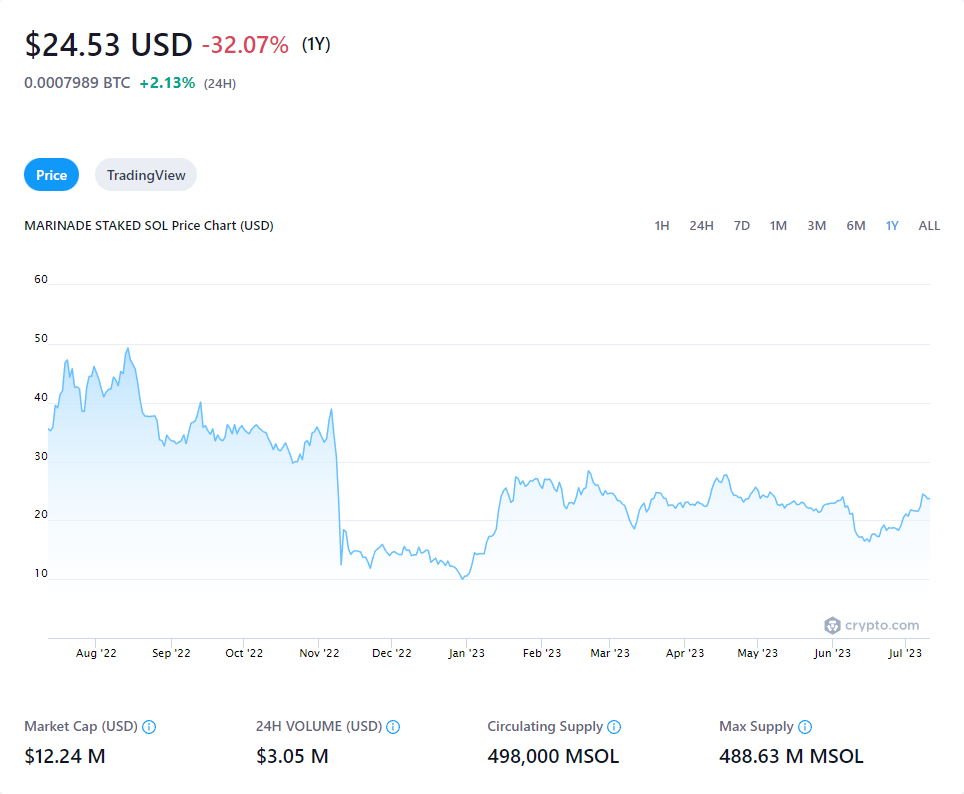 $24.53 USD -32.07% (1Y)
0.0007989 BTC +2.13% (24H)
Price TradingView
MARINADE STAKED SOL Price Chart (USD) 1H 24H 7D 1M 3M 6M 1Y ALL
60
50
40
30
20
10
crypto.com
Aug '22 Sep '22 Oct '22 Nov '22 Dec '22 Jan '23 Feb '23 Mar '23 Apr '23 May '23 Jun '23 Jul '23
Market Cap (USD) 24H VOLUME (USD) Circulating Supply Max Supply
$12.24 M $3.05 M 498,000 MSOL 488.63 M MSOL